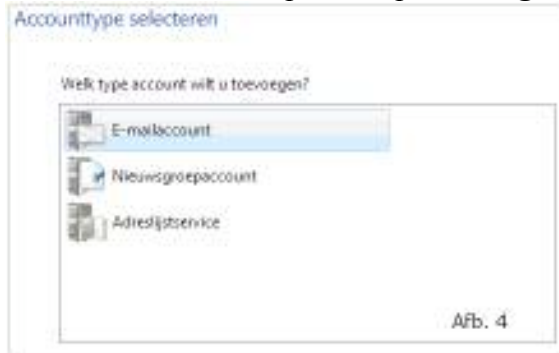 Accounttype selecteren
Welk type account wilt u toevoegen?
E-mailaccount
Nieuwsgroepaccount
Adreslijstservice
Afb. 4